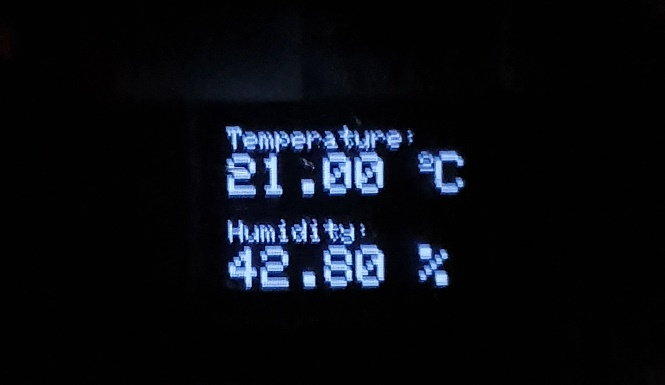 Temperature:
21.00 °C
Humidity:
42.80 %